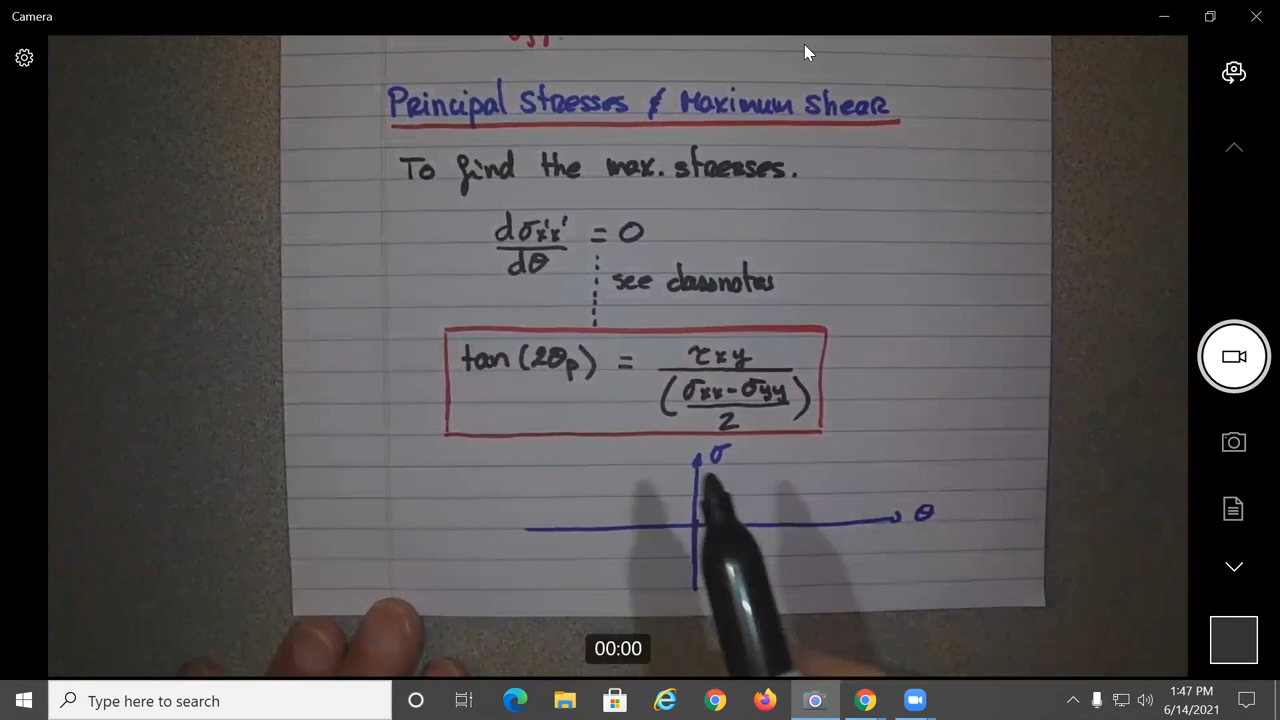 Camera
Principal Stresses & Maximum Shear
To find the max. stresses.
dσx'x' / dθ = 0
see classnotes
tan(2θp) = τxy / ((σxx - σyy) / 2)
σ
θ
00:00
Type here to search
1:47 PM
6/14/2021